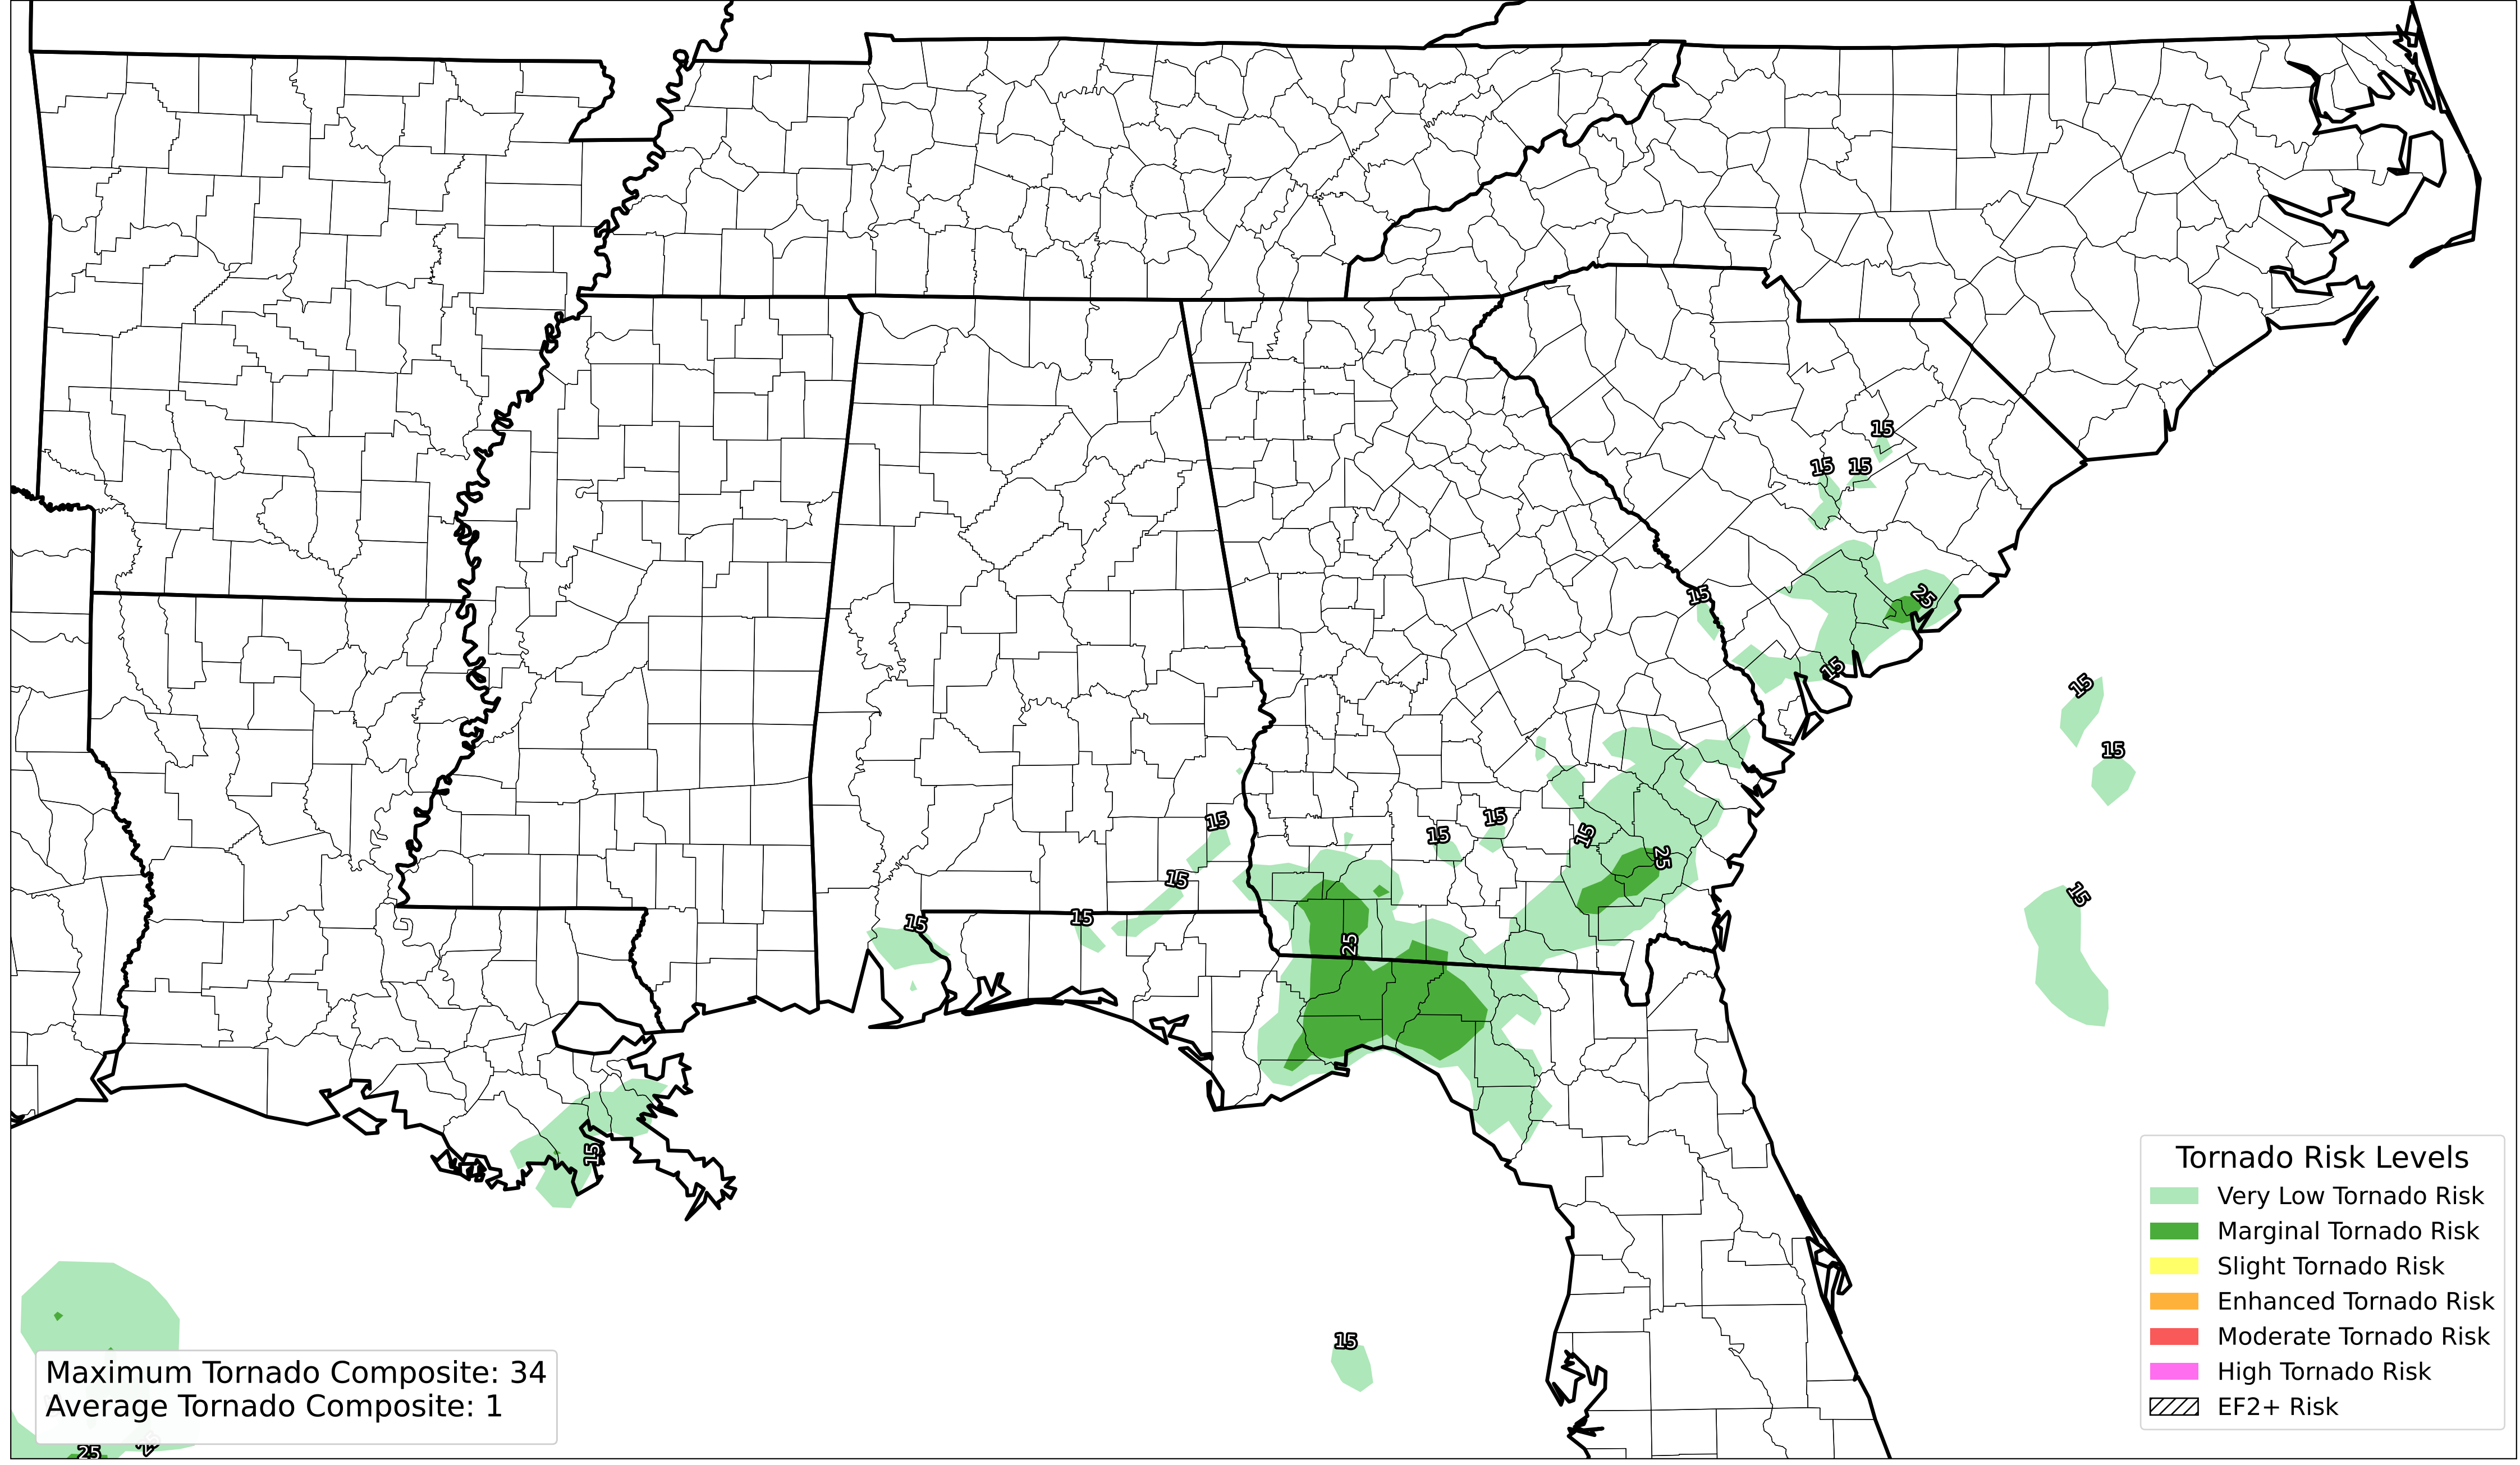 15
15
15
25
15
15
15
15
15
15
15
15
25
15
15
15
15
25
15
15
Tornado Risk Levels
Very Low Tornado Risk
Marginal Tornado Risk
Slight Tornado Risk
Enhanced Tornado Risk
Moderate Tornado Risk
High Tornado Risk
EF2+ Risk
Maximum Tornado Composite: 34
Average Tornado Composite: 1
25